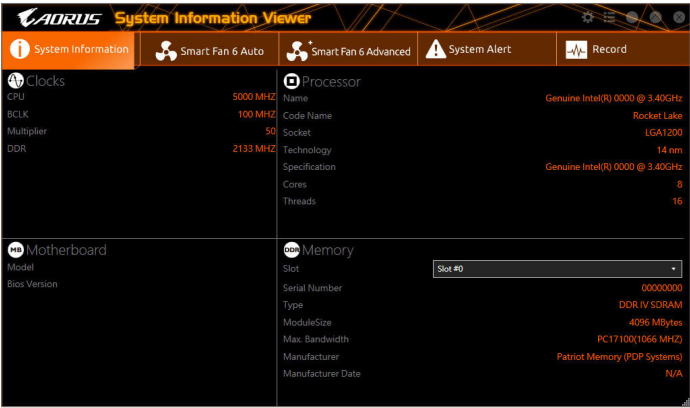 AORUS System Information Viewer
System Information
Smart Fan 6 Auto
Smart Fan 6 Advanced
System Alert
Record
Clocks
CPU 5000 MHZ
BCLK 100 MHZ
Multiplier 50
DDR 2133 MHZ
Processor
Name Genuine Intel(R) 0000 @ 3.40GHz
Code Name Rocket Lake
Socket LGA1200
Technology 14 nm
Specification Genuine Intel(R) 0000 @ 3.40GHz
Cores 8
Threads 16
MB Motherboard
Model
Bios Version
DDR Memory
Slot Slot #0
Serial Number 00000000
Type DDR IV SDRAM
ModuleSize 4096 MBytes
Max. Bandwidth PC17100(1066 MHZ)
Manufacturer Patriot Memory (PDP Systems)
Manufacturer Date N/A